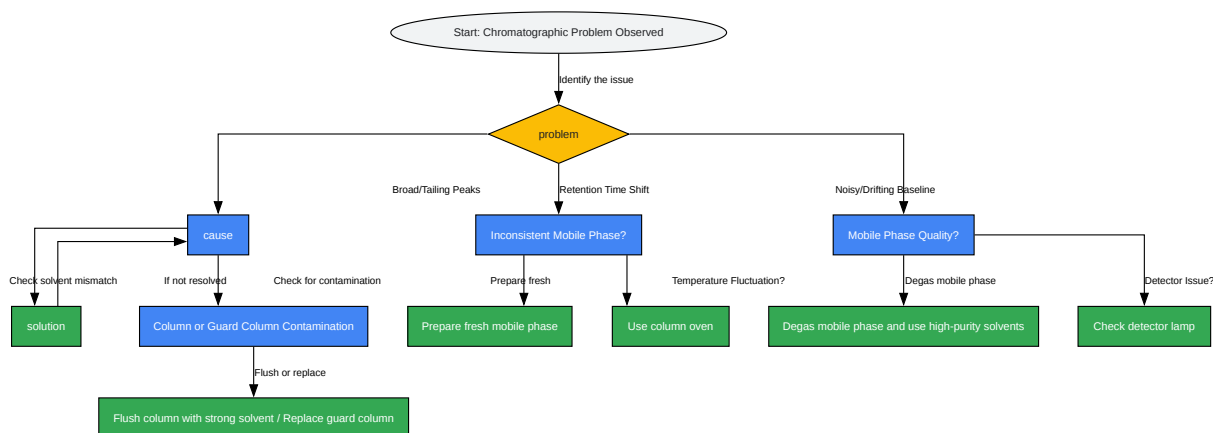 Start: Chromatographic Problem Observed
Identify the issue
problem
Broad/Tailing Peaks
Retention Time Shift
Noisy/Drifting Baseline
cause
Inconsistent Mobile Phase?
Mobile Phase Quality?
Check solvent mismatch
If not resolved
Check for contamination
Prepare fresh
Temperature Fluctuation?
Degas mobile phase
Detector Issue?
solution
Column or Guard Column Contamination
Prepare fresh mobile phase
Use column oven
Degas mobile phase and use high-purity solvents
Check detector lamp
Flush or replace
Flush column with strong solvent / Replace guard column